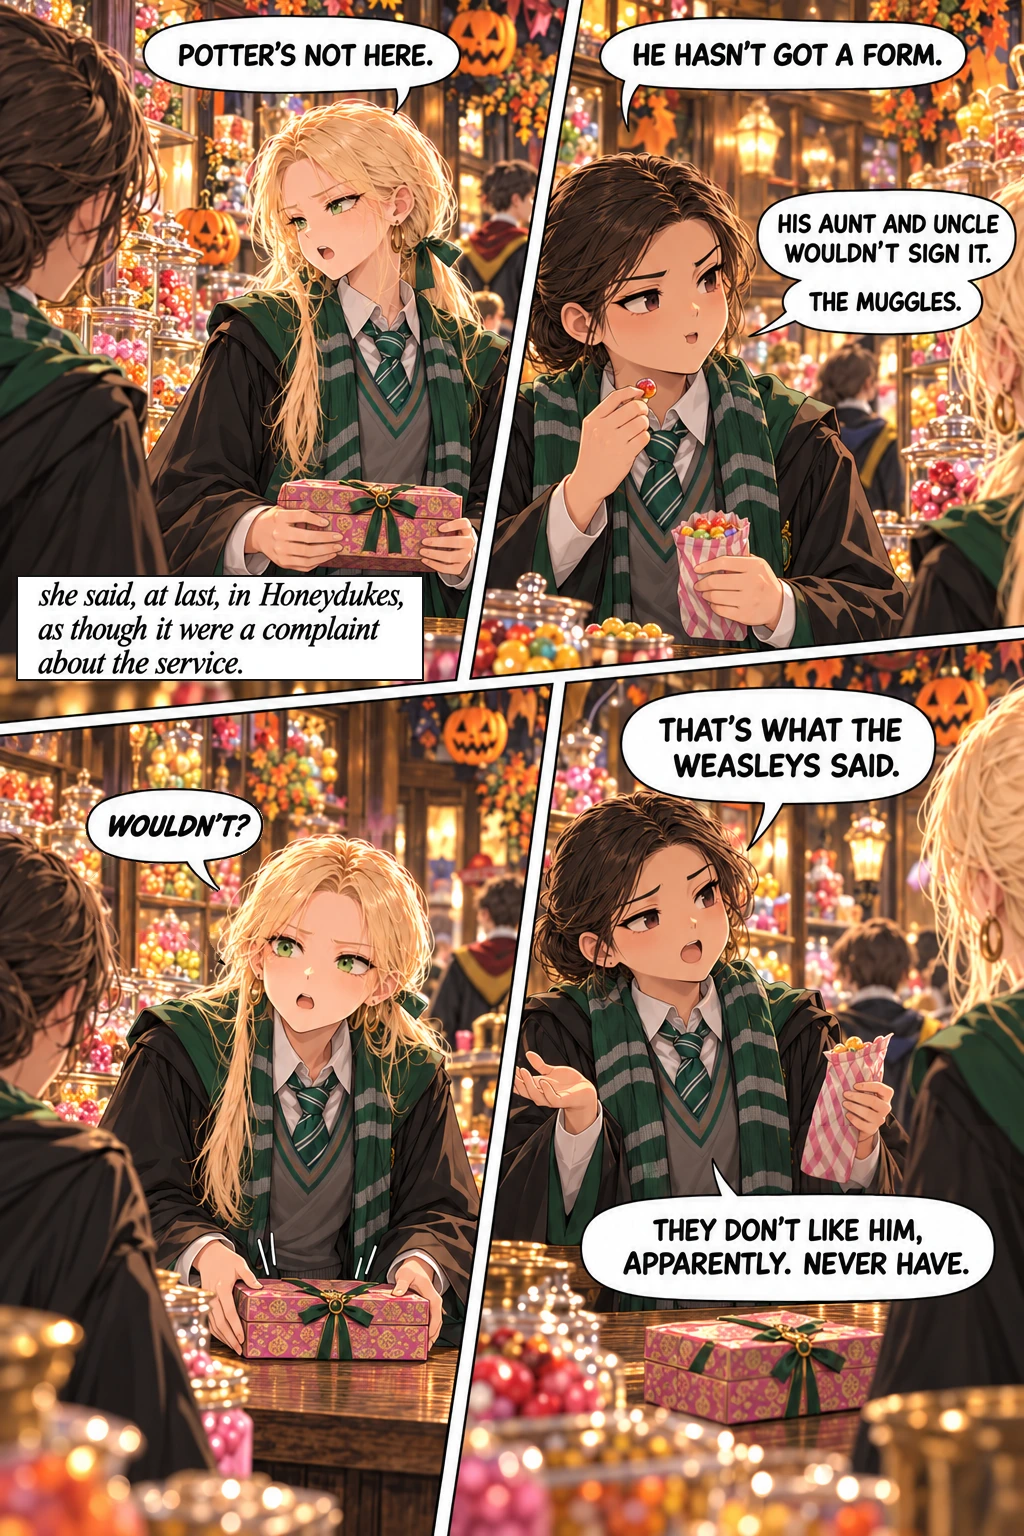 POTTER'S NOT HERE.
she said, at last, in Honeydukes,
as though it were a complaint
about the service.
HE HASN'T GOT A FORM.
HIS AUNT AND UNCLE
WOULDN'T SIGN IT.
THE MUGGLES.
WOULDN'T?
THAT'S WHAT THE
WEASLEYS SAID.
THEY DON'T LIKE HIM,
APPARENTLY. NEVER HAVE.